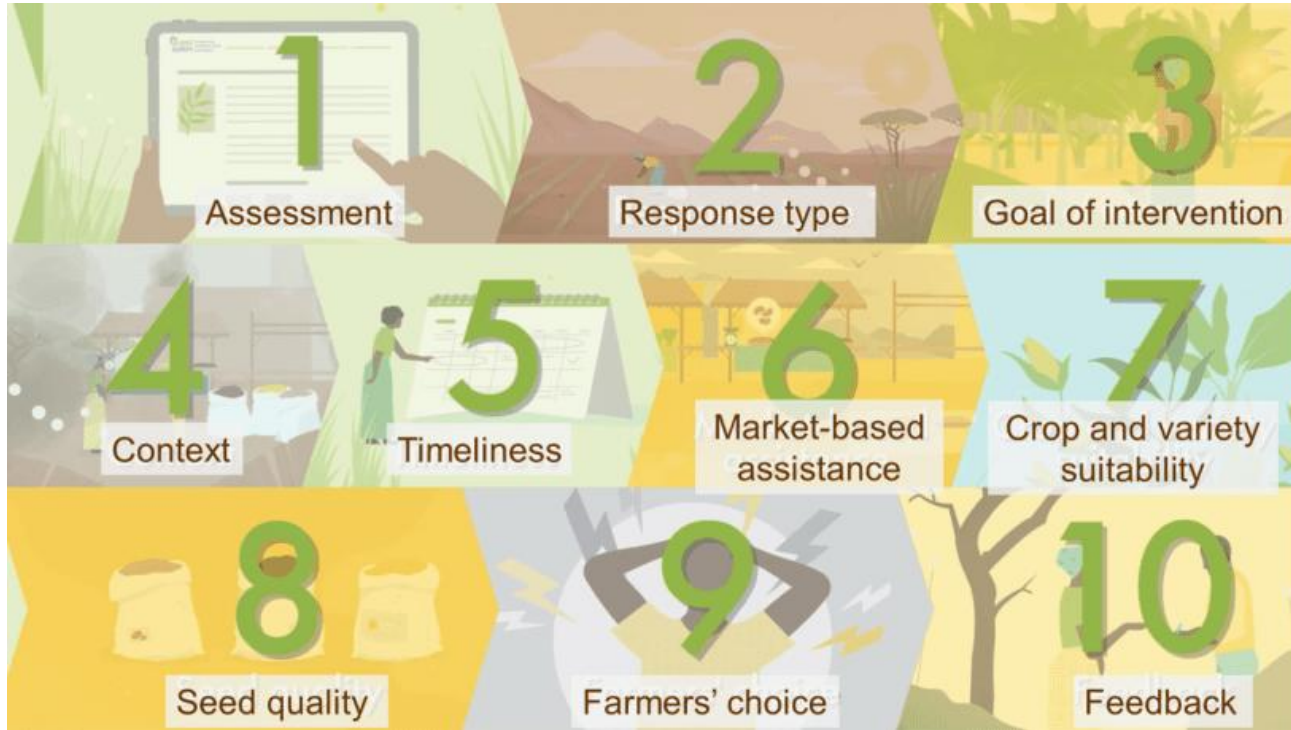 1
Assessment
2
Response type
3
Goal of intervention
4
Context
5
Timeliness
6
Market-based
assistance
7
Crop and variety
suitability
8
Seed quality
9
Farmers’ choice
10
Feedback